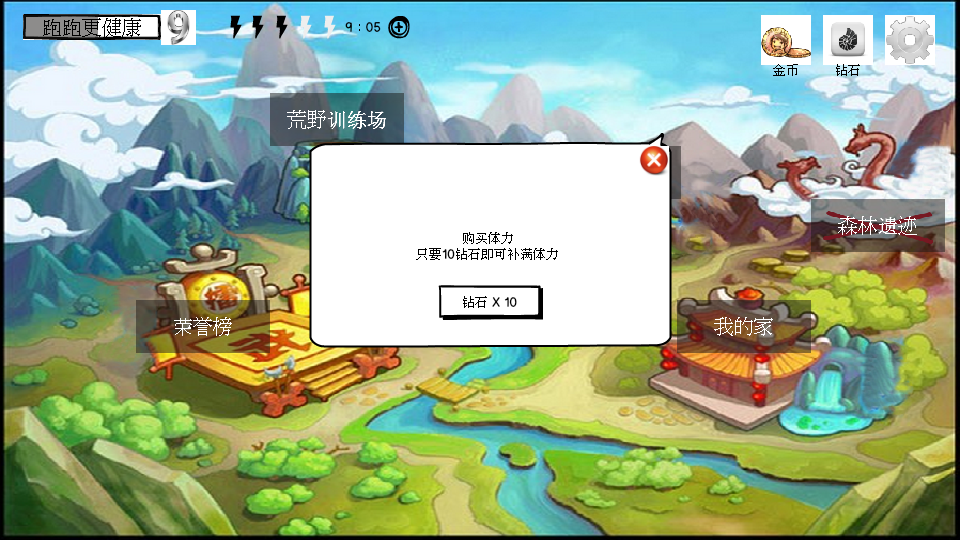 跑跑更健康
9
9：05
金币
钻石
荒野训练场
森林遗迹
购买体力
只要10钻石即可补满体力
钻石 X 10
荣誉榜
我的家